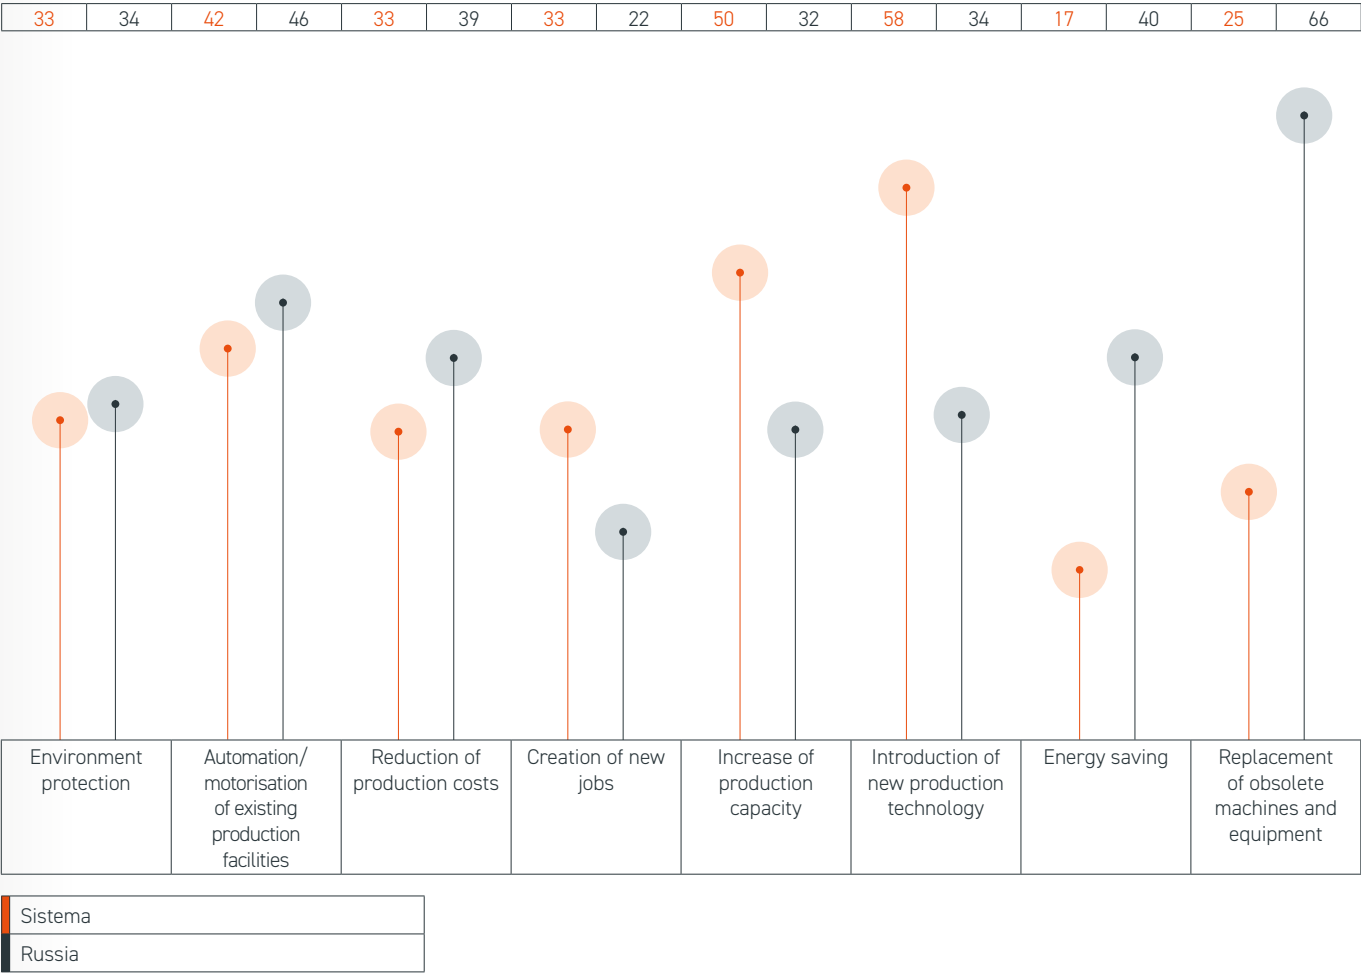 33 34 42 46 33 39 33 22 50 32 58 34 17 40 25 66
Environment
protection
Automation/
motorisation
of existing
production
facilities
Reduction of
production costs
Creation of new
jobs
Increase of
production
capacity
Introduction of
new production
technology
Energy saving
Replacement
of obsolete
machines and
equipment
Sistema
Russia